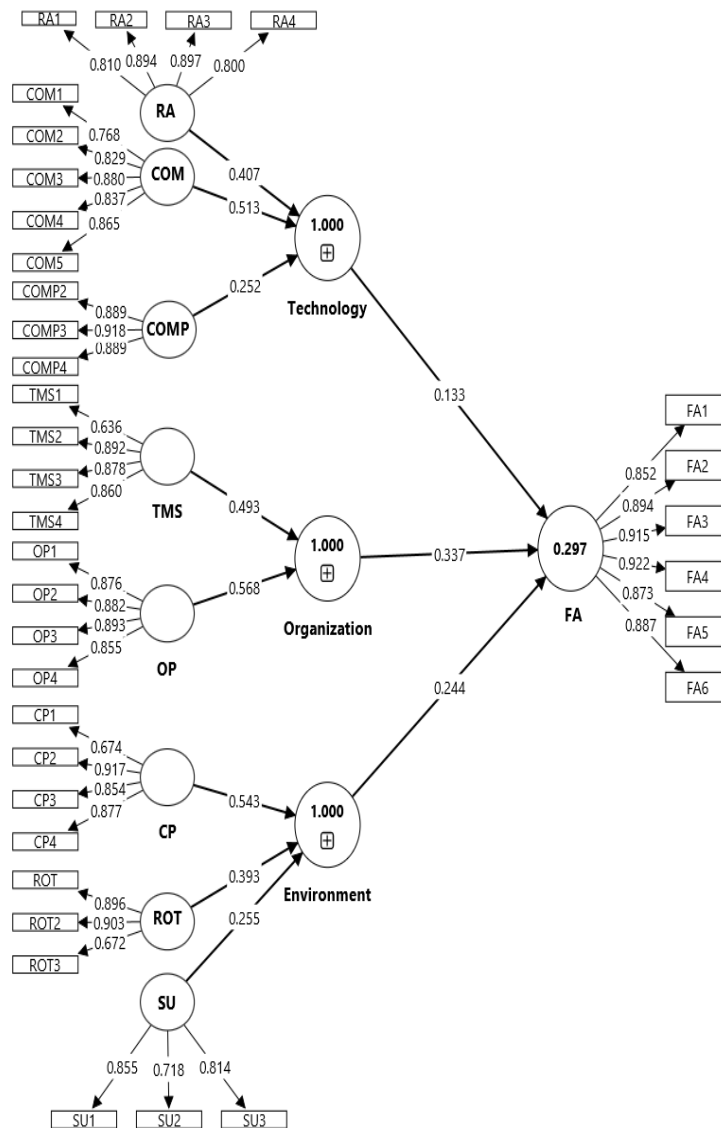 RA1 RA2 RA3 RA4
0.810 0.894 0.897 0.800
RA
COM1
COM2
COM3
COM4
COM5
0.768
0.829
0.880
0.837
0.865
COM
0.407
0.513
0.252
1.000
Technology
COMP2
COMP3
COMP4
0.889
0.918
0.889
COMP
0.133
TMS1
TMS2
TMS3
TMS4
0.636
0.892
0.878
0.860
TMS
0.493
OP1
OP2
OP3
OP4
0.876
0.882
0.893
0.855
OP
0.568
1.000
Organization
0.337
CP1
CP2
CP3
CP4
0.674
0.917
0.854
0.877
CP
0.543
ROT
ROT2
ROT3
0.896
0.903
0.672
ROT
0.393
0.255
1.000
Environment
0.244
SU
0.855 0.718 0.814
SU1 SU2 SU3
0.297
FA
0.852
0.894
0.915
0.922
0.873
0.887
FA1
FA2
FA3
FA4
FA5
FA6